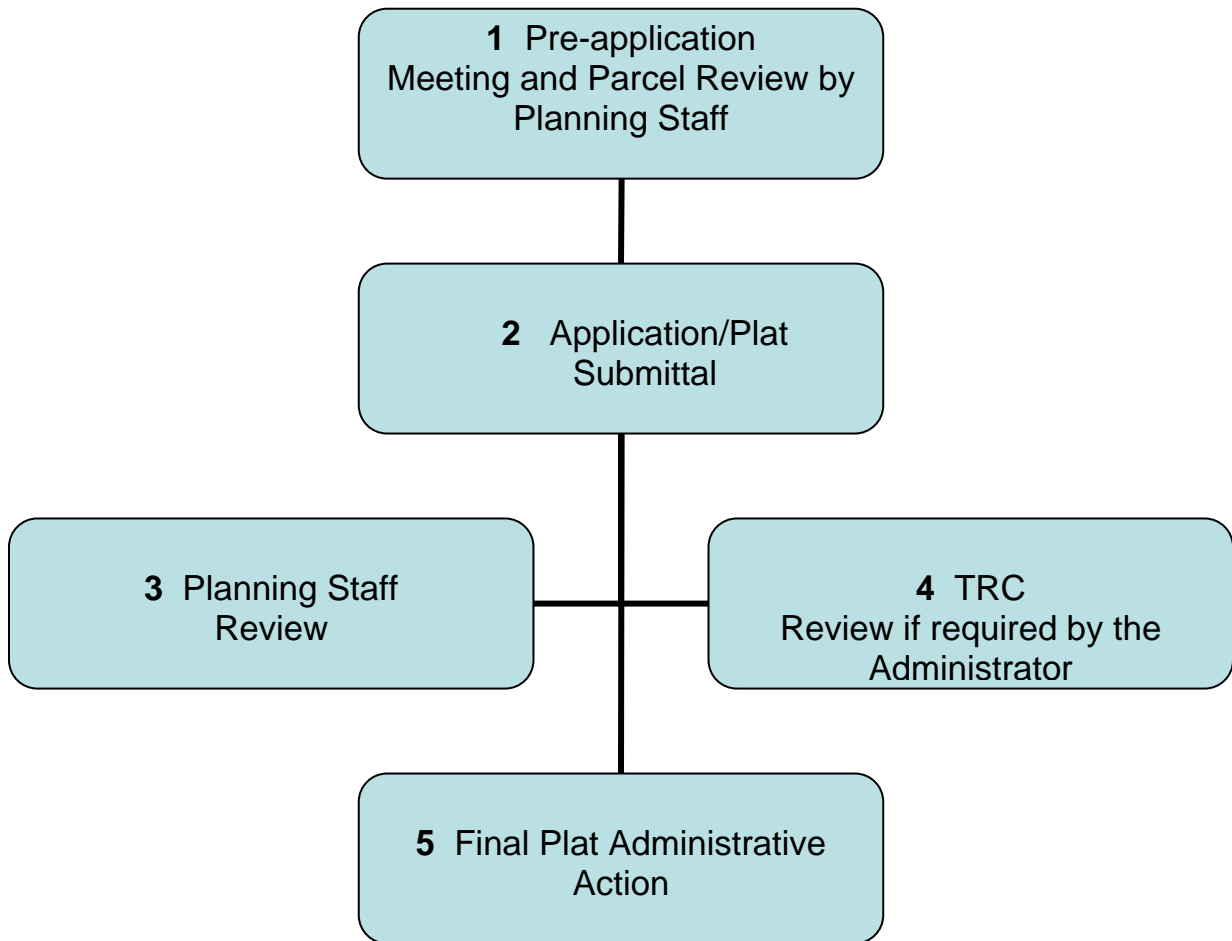 1 Pre-application
Meeting and Parcel Review by
Planning Staff
2 Application/Plat
Submittal
3 Planning Staff
Review
4 TRC
Review if required by the
Administrator
5 Final Plat Administrative
Action